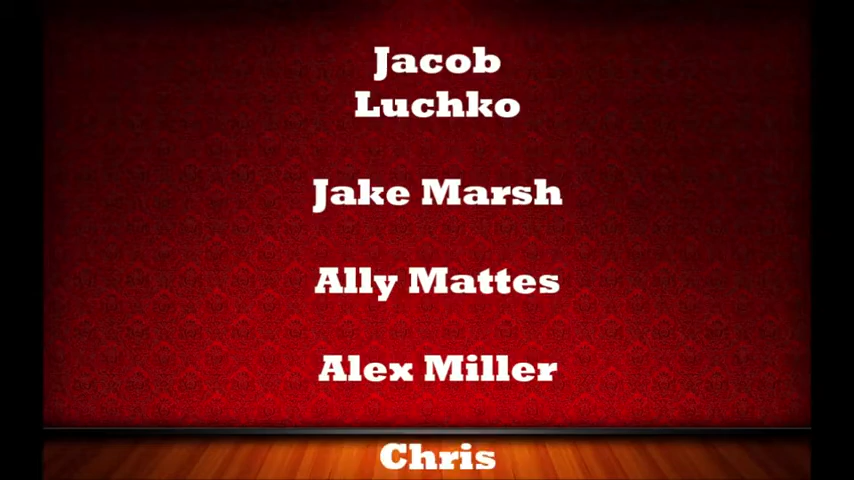 Jacob
Luchko
Jake Marsh
Ally Mattes
Alex Miller
Chris